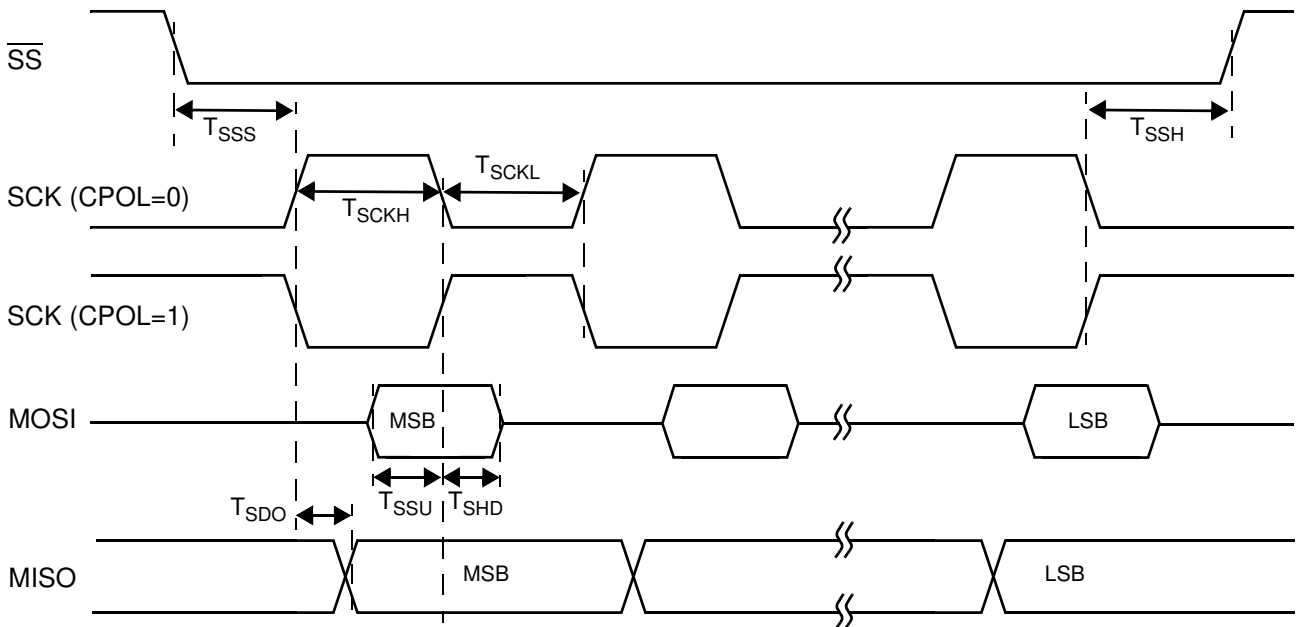 SS
TSSS
TSSH
SCK (CPOL=0)
TSCKH
TSCKL
SCK (CPOL=1)
MOSI
MSB
LSB
TSSU
TSHD
TSDO
MISO
MSB
LSB